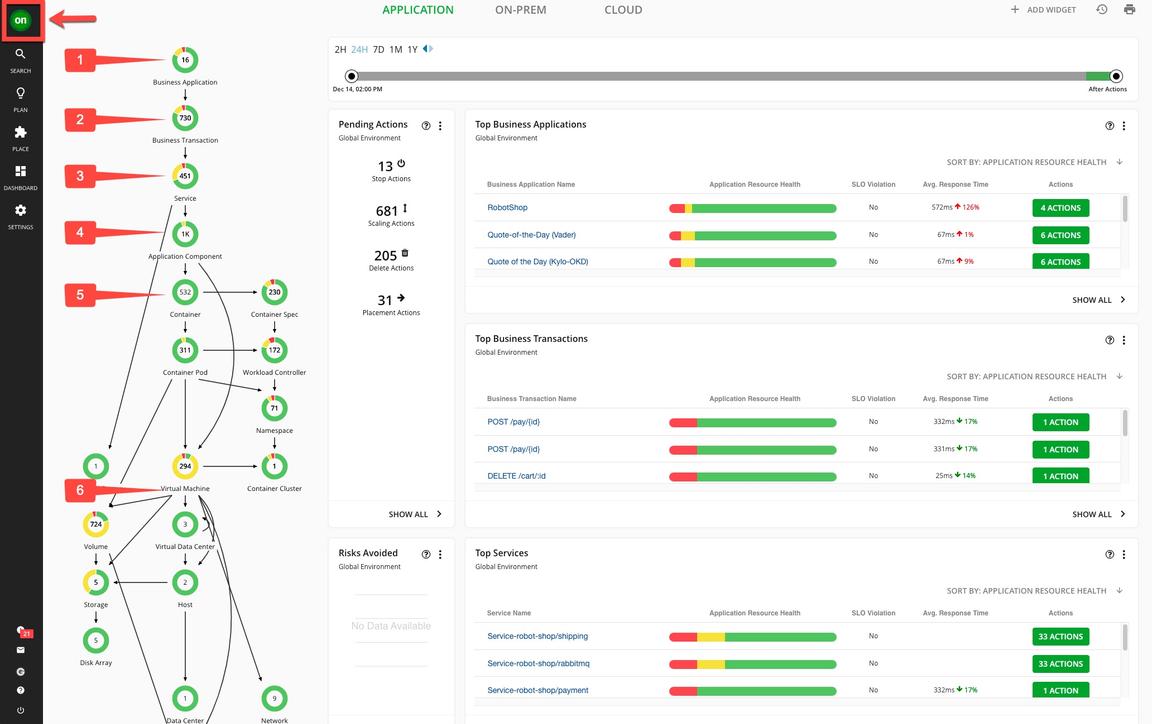 on
SEARCH
PLAN
PLACE
DASHBOARD
SETTINGS
21
1
2
3
4
5
6
16
Business Application
730
Business Transaction
451
Service
1K
Application Component
532
230
Container
Container Spec
311
172
Container Pod
Workload Controller
71
Namespace
1
294
1
Virtual Machine
Container Cluster
724
3
Volume
Virtual Data Center
5
2
Storage
Host
5
Disk Array
1
9
Data Center
Network
APPLICATION
ON-PREM
CLOUD
ADD WIDGET
2H 24H 7D 1M 1Y
Dec 14, 02:00 PM
After Actions
Pending Actions
Global Environment
13
Stop Actions
681
Scaling Actions
205
Delete Actions
31
Placement Actions
SHOW ALL
Top Business Applications
Global Environment
SORT BY: APPLICATION RESOURCE HEALTH
Business Application Name Application Resource Health SLO Violation Avg. Response Time Actions
RobotShop No 572ms 126% 4 ACTIONS
Quote-of-the-Day (Vader) No 67ms 1% 6 ACTIONS
Quote of the Day (Kylo-OKD) No 67ms 9% 6 ACTIONS
SHOW ALL
Top Business Transactions
Global Environment
SORT BY: APPLICATION RESOURCE HEALTH
Business Transaction Name Application Resource Health SLO Violation Avg. Response Time Actions
POST /pay/{id} No 332ms 17% 1 ACTION
POST /pay/{id} No 331ms 17% 1 ACTION
DELETE /cart/:id No 25ms 14% 1 ACTION
SHOW ALL
Risks Avoided
Global Environment
No Data Available
Top Services
Global Environment
SORT BY: APPLICATION RESOURCE HEALTH
Service Name Application Resource Health SLO Violation Avg. Response Time Actions
Service-robot-shop/shipping No 33 ACTIONS
Service-robot-shop/rabbitmq No 33 ACTIONS
Service-robot-shop/payment No 332ms 17% 1 ACTION